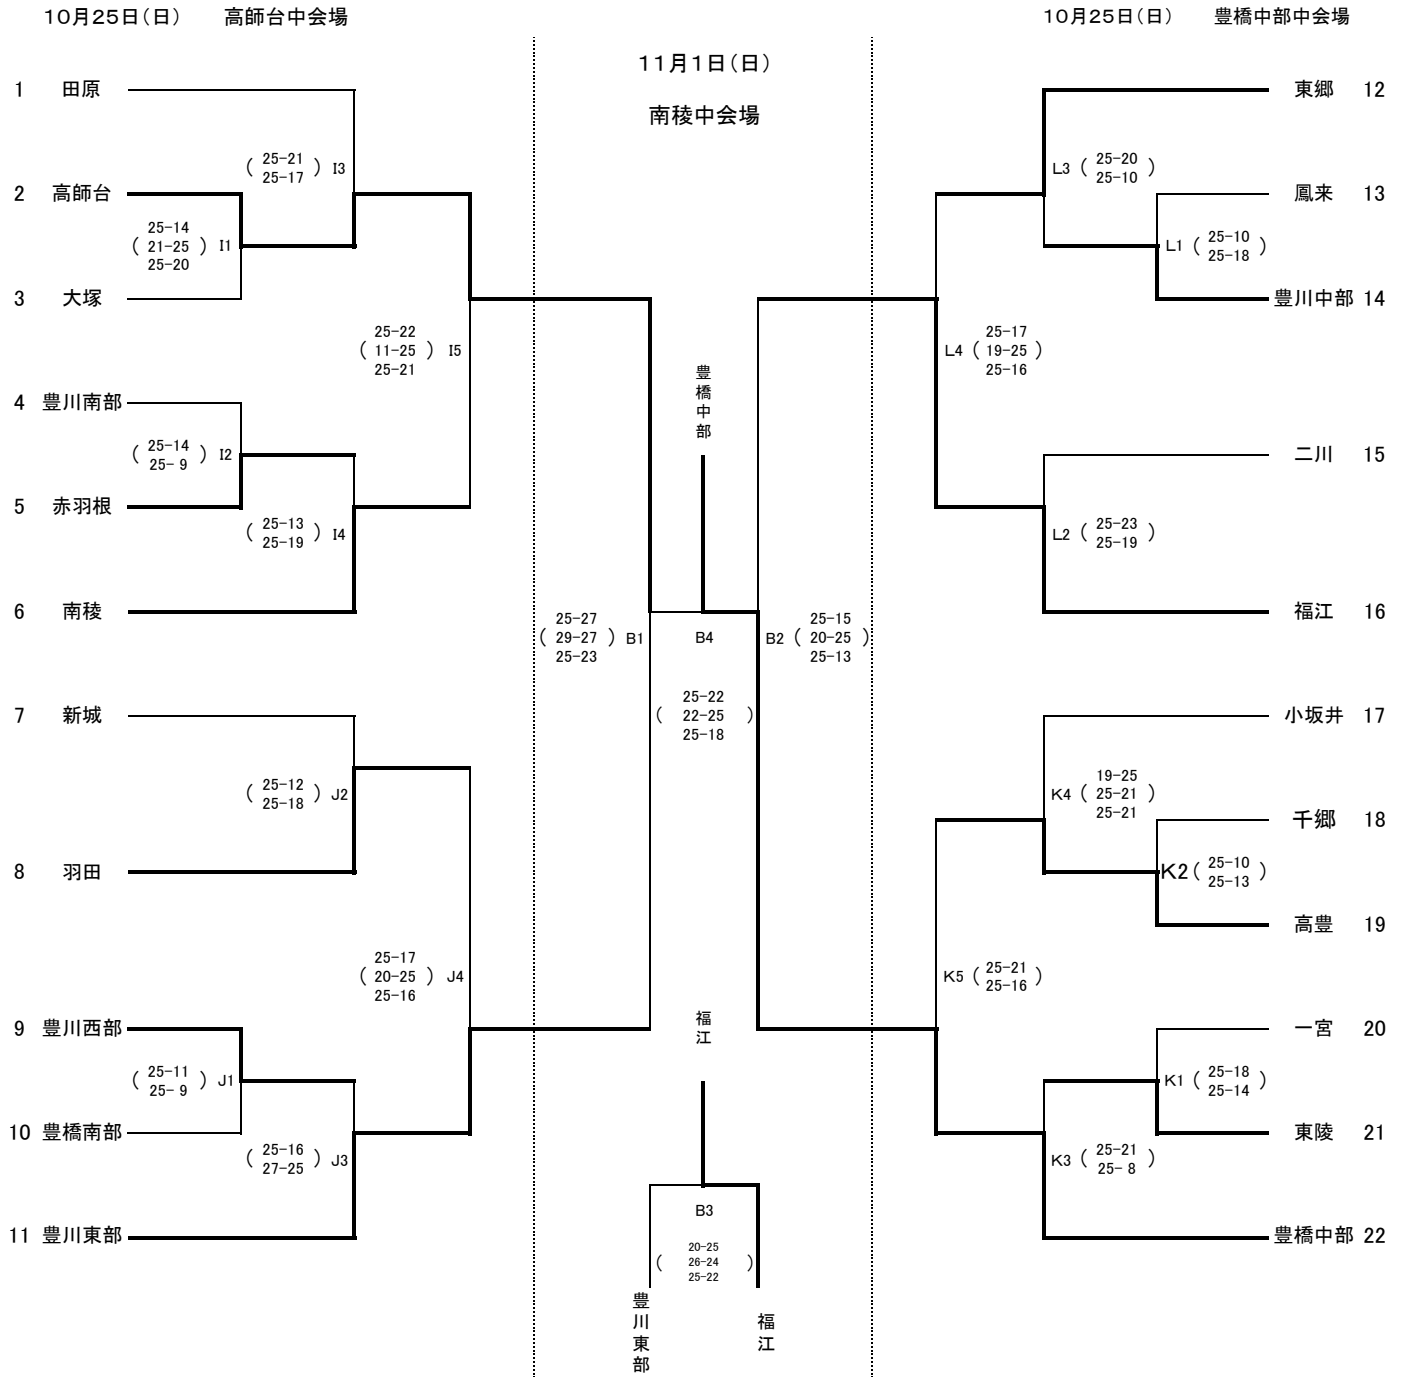 10月25日(日) 高師台中会場
10月25日(日) 豊橋中部中会場
11月1日(日)
南稜中会場
1 田原
( 25-21 25-17 ) I3
2 高師台
( 25-14 21-25 25-20 ) I1
3 大塚
( 25-22 11-25 25-21 ) I5
4 豊川南部
( 25-14 25- 9 ) I2
5 赤羽根
( 25-13 25-19 ) I4
6 南稜
7 新城
( 25-12 25-18 ) J2
8 羽田
( 25-17 20-25 25-16 ) J4
9 豊川西部
( 25-11 25- 9 ) J1
10 豊橋南部
( 25-16 27-25 ) J3
11 豊川東部
( 25-27 29-27 25-23 ) B1
豊橋中部
B4
( 25-22 22-25 25-18 )
B2 ( 25-15 20-25 25-13 )
福江
B3
( 20-25 26-24 25-22 )
豊川東部
福江
東郷 12
L3 ( 25-20 25-10 )
鳳来 13
L1 ( 25-10 25-18 )
豊川中部 14
L4 ( 25-17 19-25 25-16 )
二川 15
L2 ( 25-23 25-19 )
福江 16
小坂井 17
K4 ( 19-25 25-21 25-21 )
千郷 18
K2 ( 25-10 25-13 )
高豊 19
K5 ( 25-21 25-16 )
一宮 20
K1 ( 25-18 25-14 )
東陵 21
K3 ( 25-21 25- 8 )
豊橋中部 22